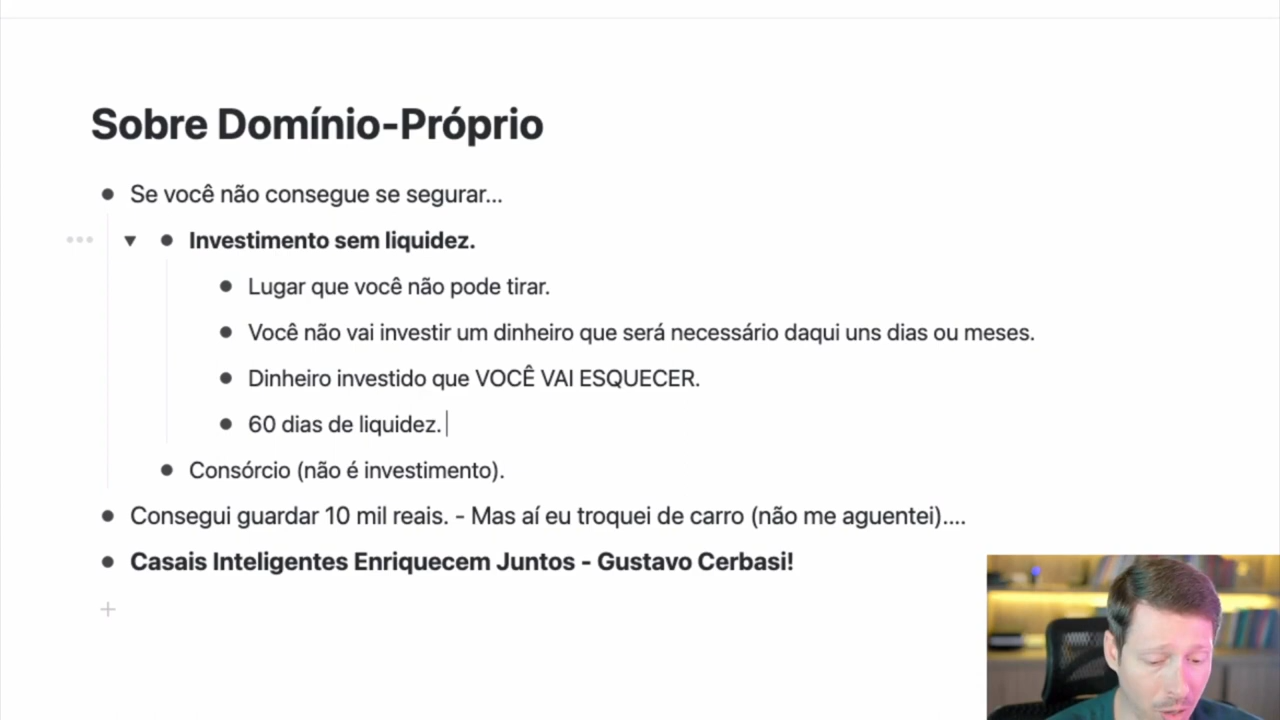 Sobre Domínio-Próprio
Se você não consegue se segurar...
Investimento sem liquidez.
Lugar que você não pode tirar.
Você não vai investir um dinheiro que será necessário daqui uns dias ou meses.
Dinheiro investido que VOCÊ VAI ESQUECER.
60 dias de liquidez.
Consórcio (não é investimento).
Consegui guardar 10 mil reais. - Mas aí eu troquei de carro (não me aguentei)....
Casais Inteligentes Enriquecem Juntos - Gustavo Cerbasi!